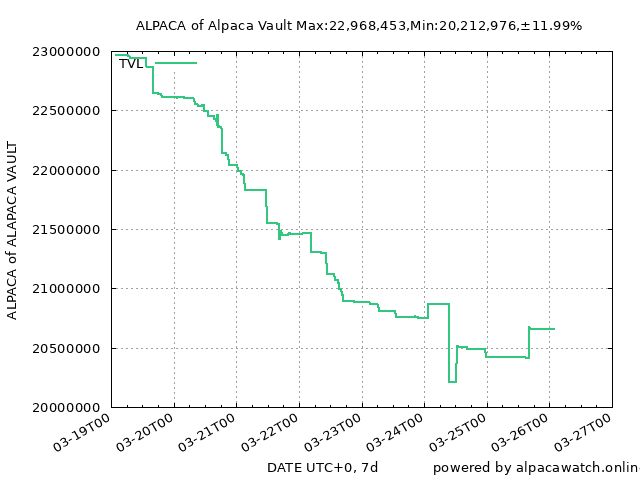 ALPACA of Alpaca Vault Max:22,968,453,Min:20,212,976,±11.99%
TVL
23000000
22500000
22000000
21500000
21000000
20500000
20000000
ALPACA of ALAPACA VAULT
03-19T00
03-20T00
03-21T00
03-22T00
03-23T00
03-24T00
03-25T00
03-26T00
03-27T00
DATE UTC+0, 7d
powered by alpacawatch.online